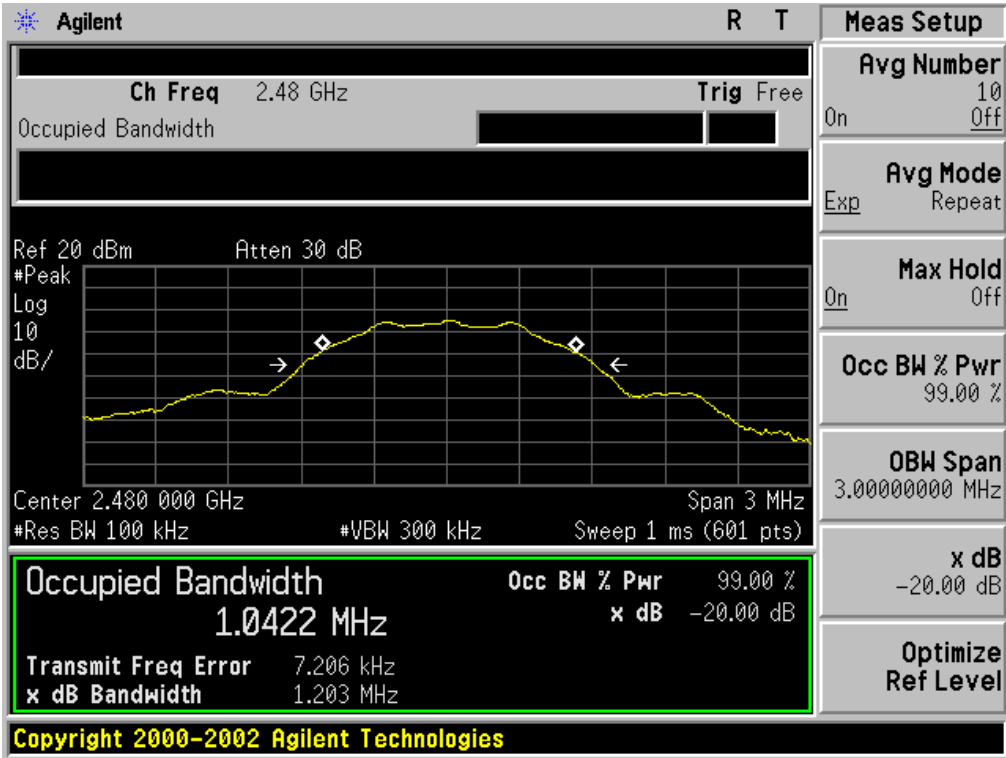 Agilent R T
Ch Freq 2.48 GHz Trig Free
Occupied Bandwidth
Ref 20 dBm Atten 30 dB
#Peak
Log
10
dB/
Center 2.480 000 GHz Span 3 MHz
#Res BW 100 kHz #VBW 300 kHz Sweep 1 ms (601 pts)
Occupied Bandwidth
1.0422 MHz
Occ BW % Pwr 99.00 %
x dB -20.00 dB
Transmit Freq Error 7.206 kHz
x dB Bandwidth 1.203 MHz
Copyright 2000-2002 Agilent Technologies
Meas Setup
Avg Number
10
On Off
Avg Mode
Exp Repeat
Max Hold
On Off
Occ BW % Pwr
99.00 %
OBW Span
3.00000000 MHz
x dB
-20.00 dB
Optimize
Ref Level